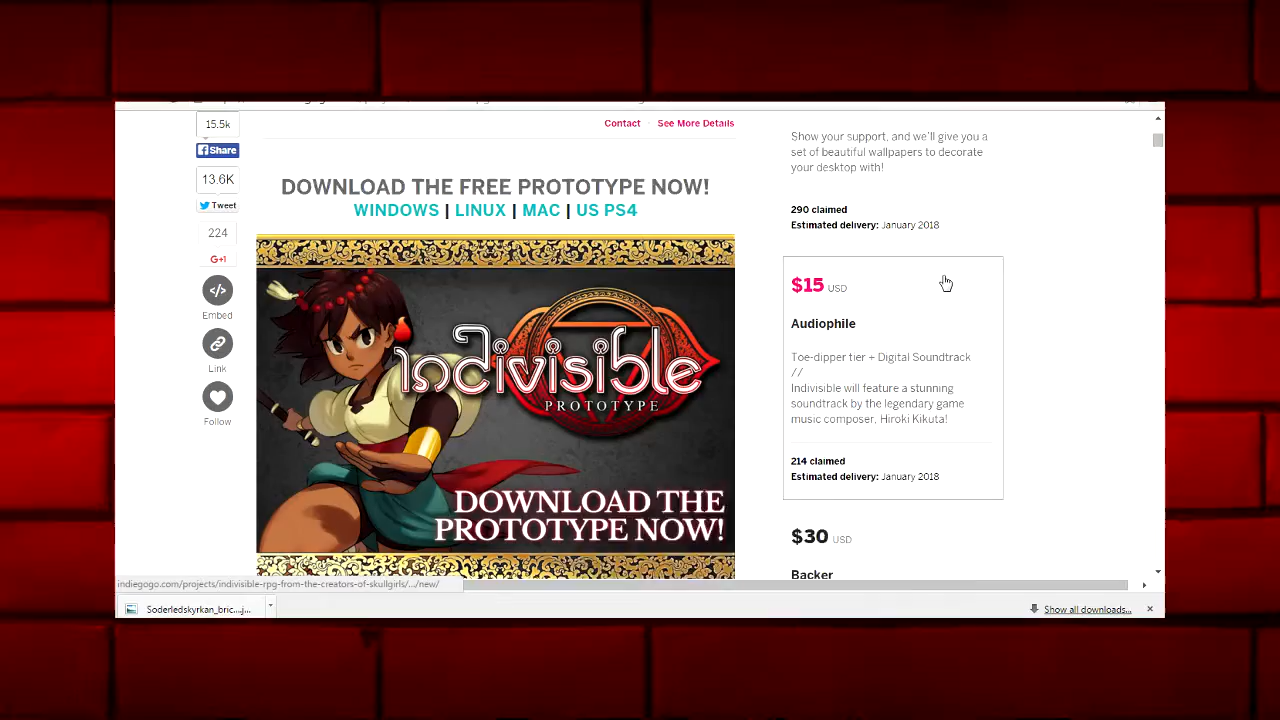 15.5k
Share
13.6K
Tweet
224
G+1
Embed
Link
Follow
Contact · See More Details
DOWNLOAD THE FREE PROTOTYPE NOW!
WINDOWS | LINUX | MAC | US PS4
Indivisible
PROTOTYPE
DOWNLOAD THE
PROTOTYPE NOW!
Show your support, and we'll give you a
set of beautiful wallpapers to decorate
your desktop with!
290 claimed
Estimated delivery: January 2018
$15 USD
Audiophile
Toe-dipper tier + Digital Soundtrack
//
Indivisible will feature a stunning
soundtrack by the legendary game
music composer, Hiroki Kikuta!
214 claimed
Estimated delivery: January 2018
$30 USD
Backer
indiegogo.com/projects/indivisible-rpg-from-the-creators-of-skullgirls/.../new/
Soderledskyrkan_bric....j...
Show all downloads...